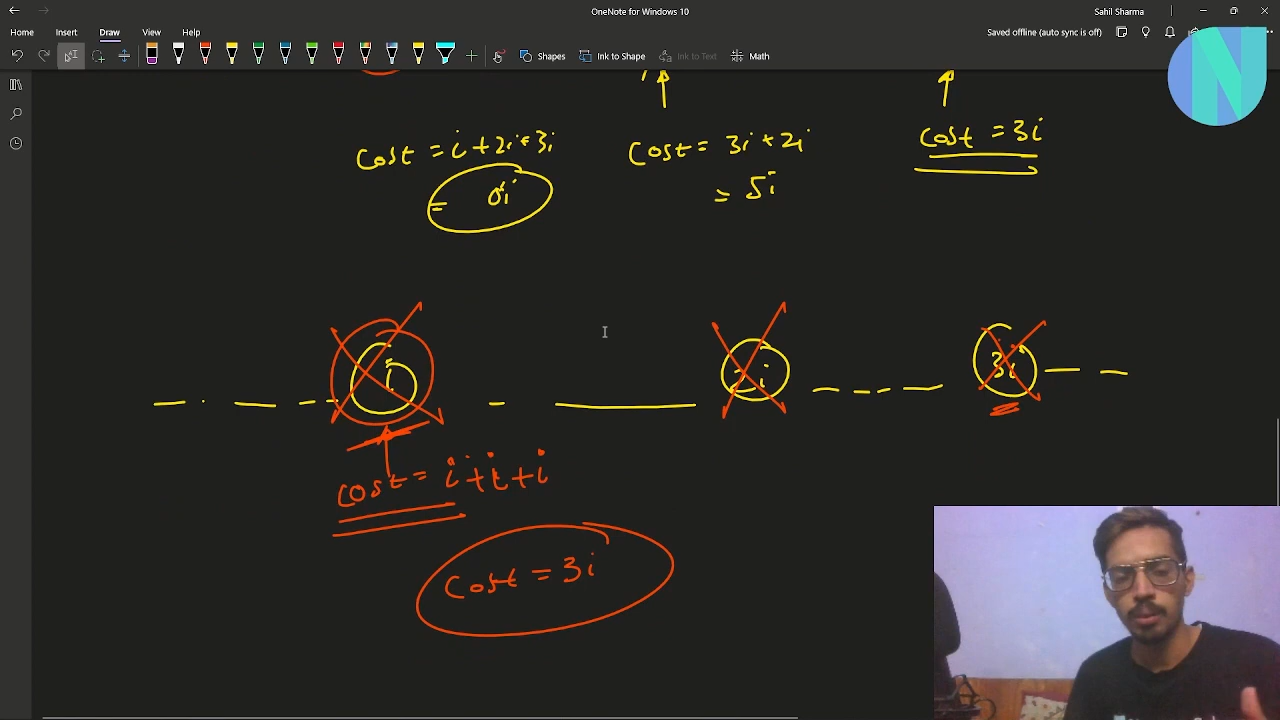 OneNote for Windows 10
Sahil Sharma
Home Insert Draw View Help
Saved offline (auto sync is off)
Shapes Ink to Shape Ink to Text Math
N
Cost = i + 2i + 3i
= 6i
Cost = 3i + 2i
= 5i
Cost = 3i
i 2i 3i
Cost = i + i + i
Cost = 3i